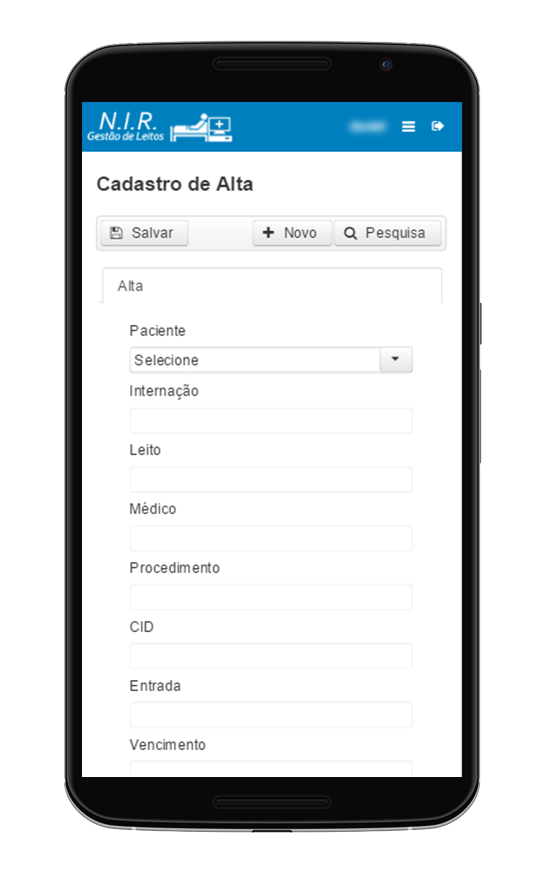 N.I.R.
Gestão de Leitos
Cadastro de Alta
Salvar
Novo
Pesquisa
Alta
Paciente
Selecione
Internação
Leito
Médico
Procedimento
CID
Entrada
Vencimento